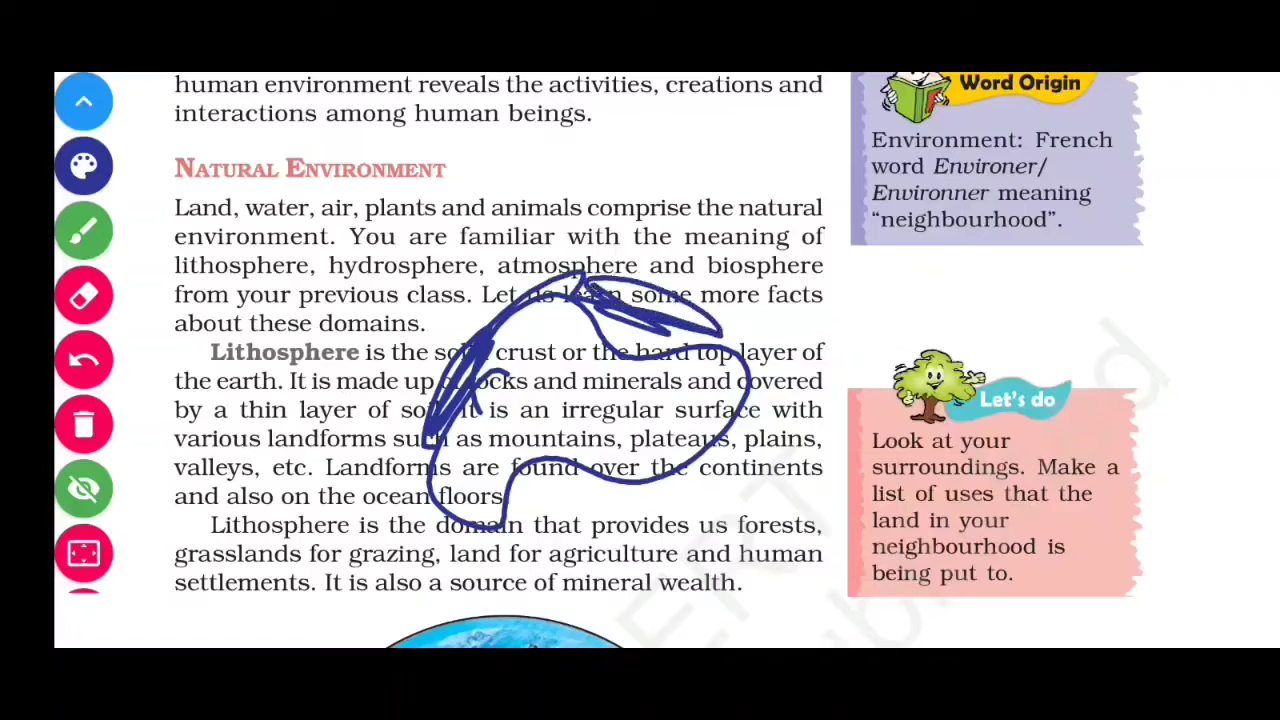 human environment reveals the activities, creations and
interactions among human beings.
NATURAL ENVIRONMENT
Land, water, air, plants and animals comprise the natural
environment. You are familiar with the meaning of
lithosphere, hydrosphere, atmosphere and biosphere
from your previous class. Let us learn some more facts
about these domains.
Lithosphere is the solid crust or the hard top layer of
the earth. It is made up of rocks and minerals and covered
by a thin layer of soil. It is an irregular surface with
various landforms such as mountains, plateaus, plains,
valleys, etc. Landforms are found over the continents
and also on the ocean floors.
Lithosphere is the domain that provides us forests,
grasslands for grazing, land for agriculture and human
settlements. It is also a source of mineral wealth.
Word Origin
Environment: French
word Environer/
Environner meaning
“neighbourhood”.
Let's do
Look at your
surroundings. Make a
list of uses that the
land in your
neighbourhood is
being put to.